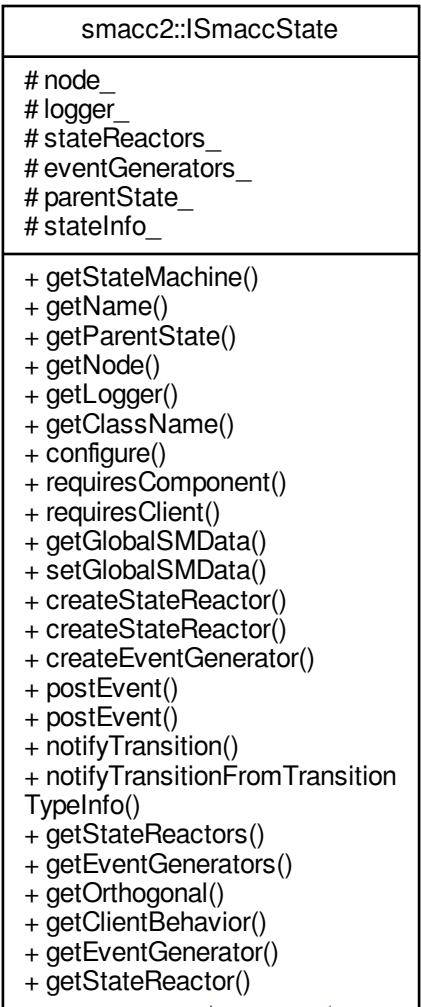 smacc2::ISmaccState
# node_
# logger_
# stateReactors_
# eventGenerators_
# parentState_
# stateInfo_
+ getStateMachine()
+ getName()
+ getParentState()
+ getNode()
+ getLogger()
+ getClassName()
+ configure()
+ requiresComponent()
+ requiresClient()
+ getGlobalSMData()
+ setGlobalSMData()
+ createStateReactor()
+ createStateReactor()
+ createEventGenerator()
+ postEvent()
+ postEvent()
+ notifyTransition()
+ notifyTransitionFromTransition
TypeInfo()
+ getStateReactors()
+ getEventGenerators()
+ getOrthogonal()
+ getClientBehavior()
+ getEventGenerator()
+ getStateReactor()